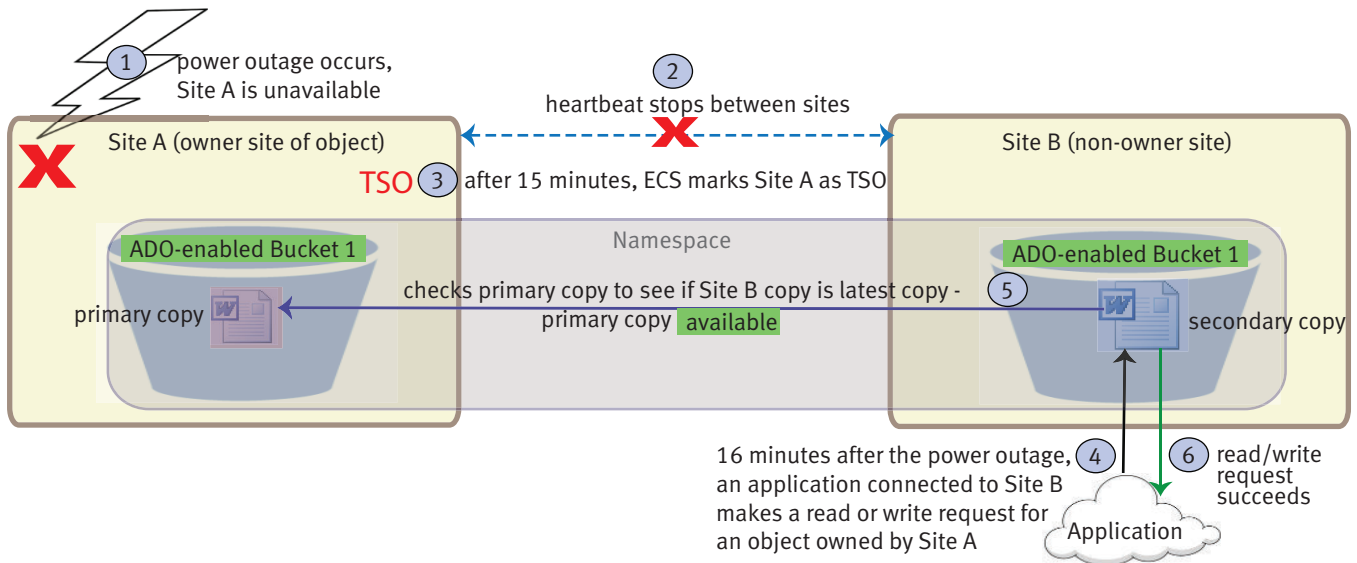 1
power outage occurs,
Site A is unavailable
2
heartbeat stops between sites
Site A (owner site of object)
Site B (non-owner site)
TSO
3
after 15 minutes, ECS marks Site A as TSO
Namespace
ADO-enabled Bucket 1
ADO-enabled Bucket 1
checks primary copy to see if Site B copy is latest copy -
primary copy available
5
primary copy
W
W
secondary copy
16 minutes after the power outage,
an application connected to Site B
makes a read or write request for
an object owned by Site A
4
6
read/write
request
succeeds
Application